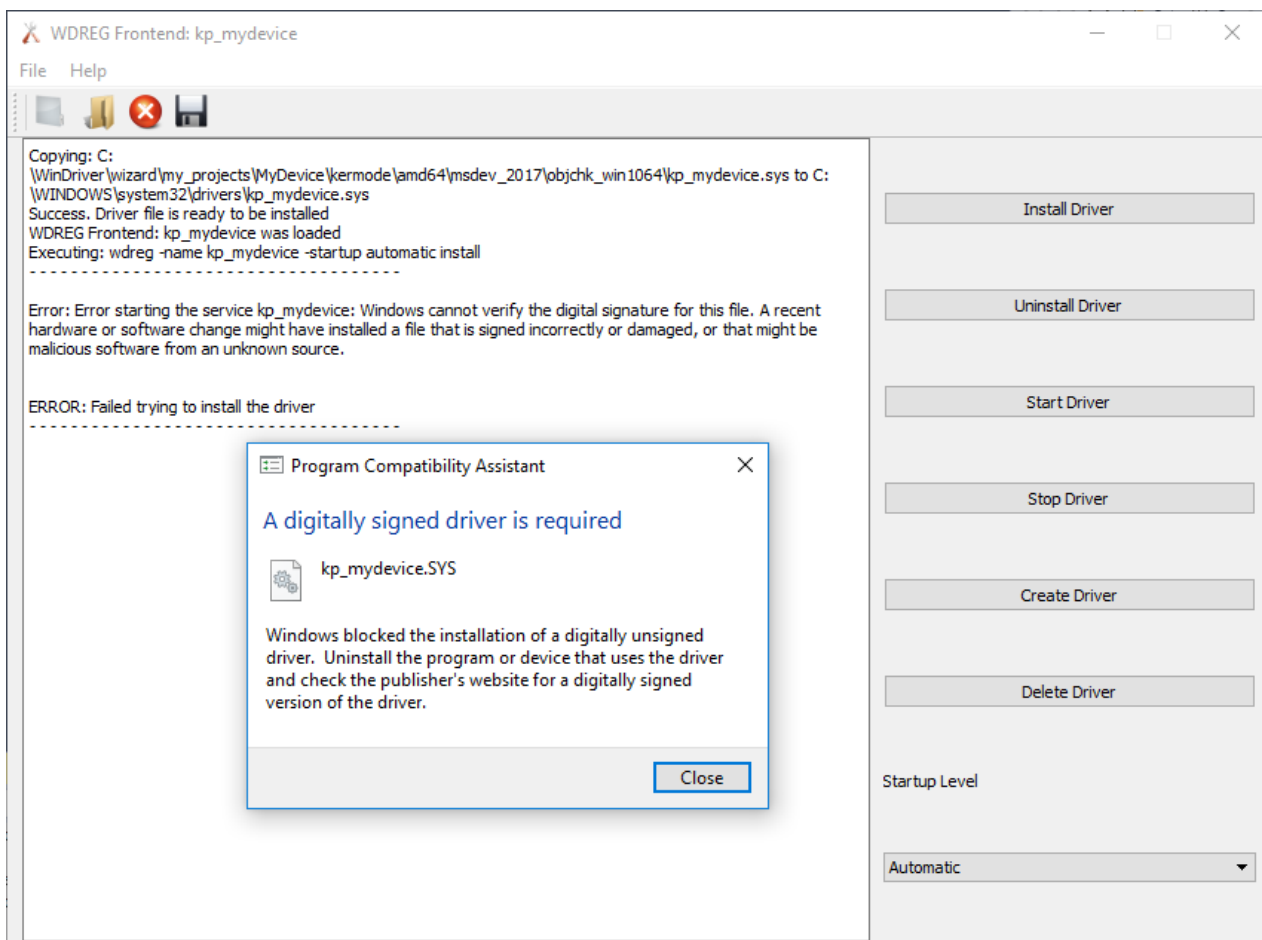 WDREG Frontend: kp_mydevice
File Help
Copying: C:
\WinDriver\wizard\my_projects\MyDevice\kermode\amd64\msdev_2017\objchk_win1064\kp_mydevice.sys to C:
\WINDOWS\system32\drivers\kp_mydevice.sys
Success. Driver file is ready to be installed
WDREG Frontend: kp_mydevice was loaded
Executing: wdreg -name kp_mydevice -startup automatic install
- - - - - - - - - - - - - - - - - - - - - - - - - - - - - - - - - - - -
Error: Error starting the service kp_mydevice: Windows cannot verify the digital signature for this file. A recent
hardware or software change might have installed a file that is signed incorrectly or damaged, or that might be
malicious software from an unknown source.
ERROR: Failed trying to install the driver
- - - - - - - - - - - - - - - - - - - - - - - - - - - - - - - - - - - -
Program Compatibility Assistant
A digitally signed driver is required
kp_mydevice.SYS
Windows blocked the installation of a digitally unsigned
driver. Uninstall the program or device that uses the driver
and check the publisher's website for a digitally signed
version of the driver.
Close
Install Driver
Uninstall Driver
Start Driver
Stop Driver
Create Driver
Delete Driver
Startup Level
Automatic